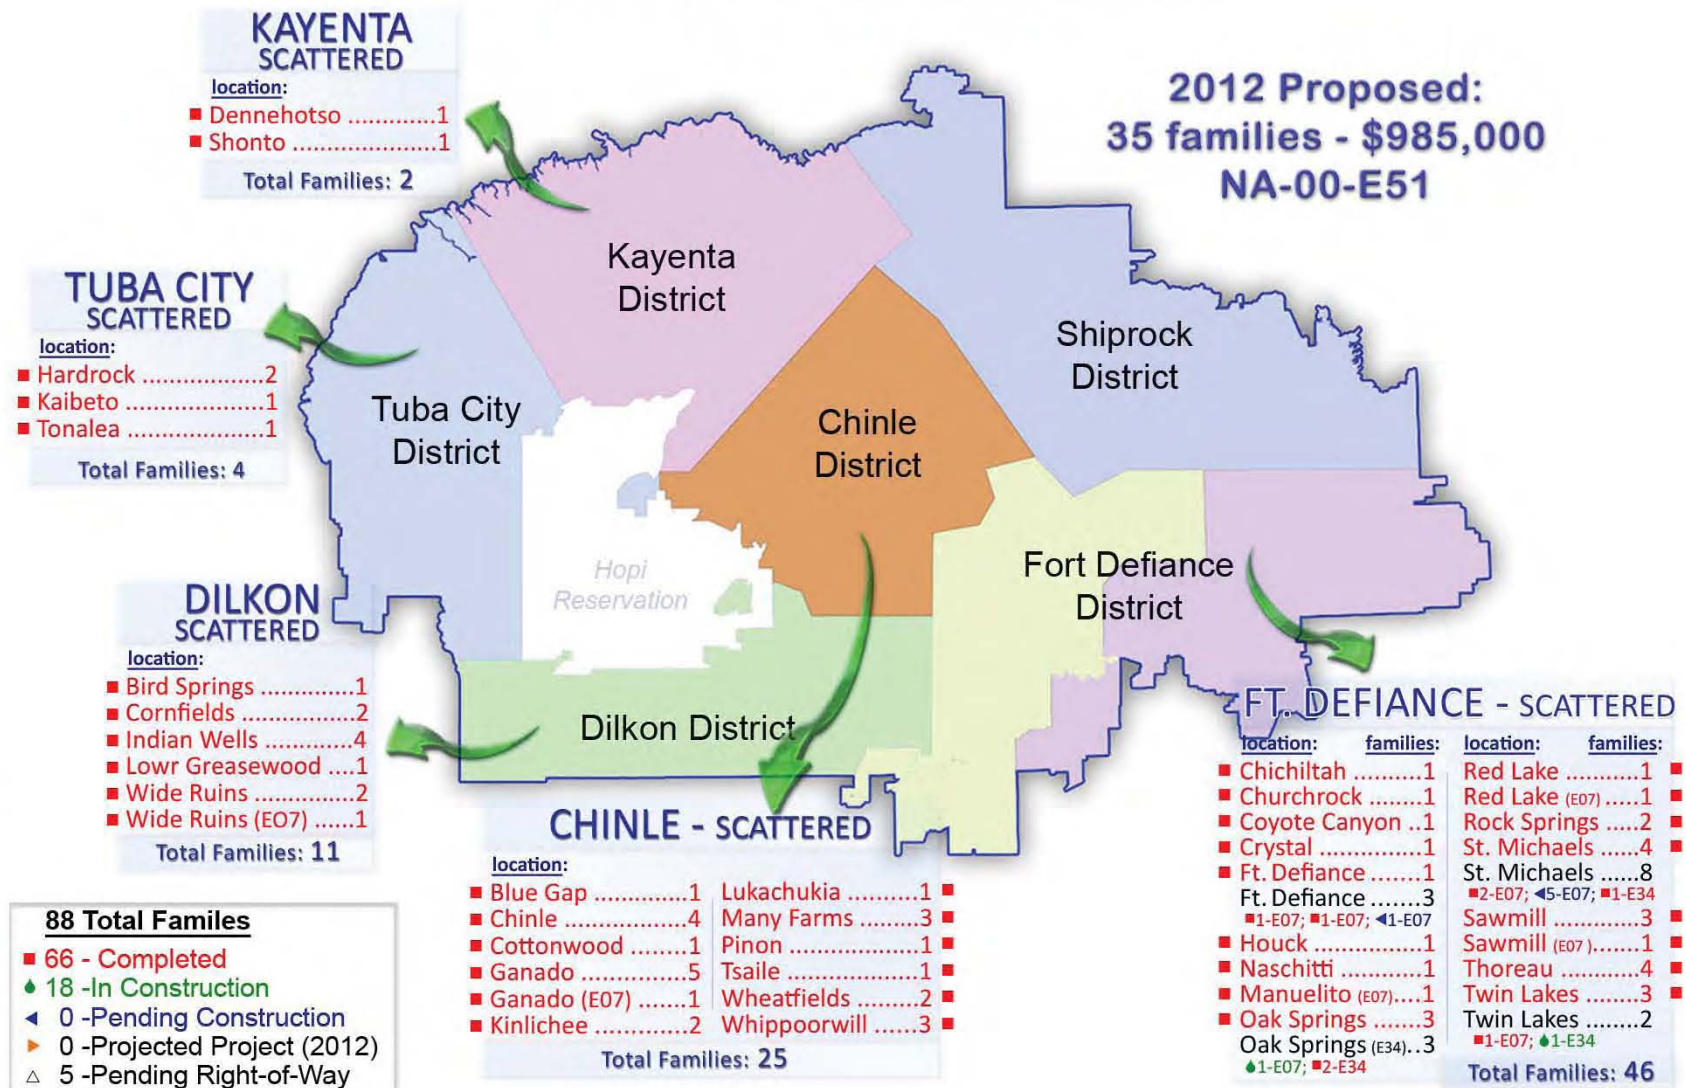 KAYENTA
SCATTERED
location:
Dennehotso .............1
Shonto .....................1
Total Families: 2
2012 Proposed:
35 families - $985,000
NA-00-E51
TUBA CITY
SCATTERED
location:
Hardrock ..................2
Kaibeto ....................1
Tonalea ....................1
Total Families: 4
Kayenta
District
Shiprock
District
Tuba City
District
Chinle
District
Hopi
Reservation
Fort Defiance
District
Dilkon District
DILKON
SCATTERED
location:
Bird Springs ..............1
Cornfields ................2
Indian Wells .............4
Lowr Greasewood ....1
Wide Ruins ...............2
Wide Ruins (EO7) ......1
Total Families: 11
88 Total Familes
66 - Completed
18 -In Construction
0 -Pending Construction
0 -Projected Project (2012)
5 -Pending Right-of-Way
CHINLE - SCATTERED
location:
Blue Gap ............1
Chinle .................4
Cottonwood .......1
Ganado ..............5
Ganado (E07) .......1
Kinlichee .............2
Lukachukia ...........1
Many Farms .........3
Pinon ...................1
Tsaile ...................1
Wheatfields .........2
Whippoorwill ......3
Total Families: 25
FT. DEFIANCE - SCATTERED
location: families:
Chichiltah ..........1
Churchrock ........1
Coyote Canyon ..1
Crystal ................1
Ft. Defiance .......1
Ft. Defiance .......3
1-E07; 1-E07; 1-E07
Houck .................1
Naschitti ............1
Manuelito (E07)....1
Oak Springs .......3
Oak Springs (E34)..3
1-E07; 2-E34
location: families:
Red Lake ...........1
Red Lake (E07) .....1
Rock Springs .....2
St. Michaels ......4
St. Michaels ......8
2-E07; 5-E07; 1-E34
Sawmill ..............3
Sawmill (E07 ).......1
Thoreau .............4
Twin Lakes ........3
Twin Lakes ........2
1-E07; 1-E34
Total Families: 46